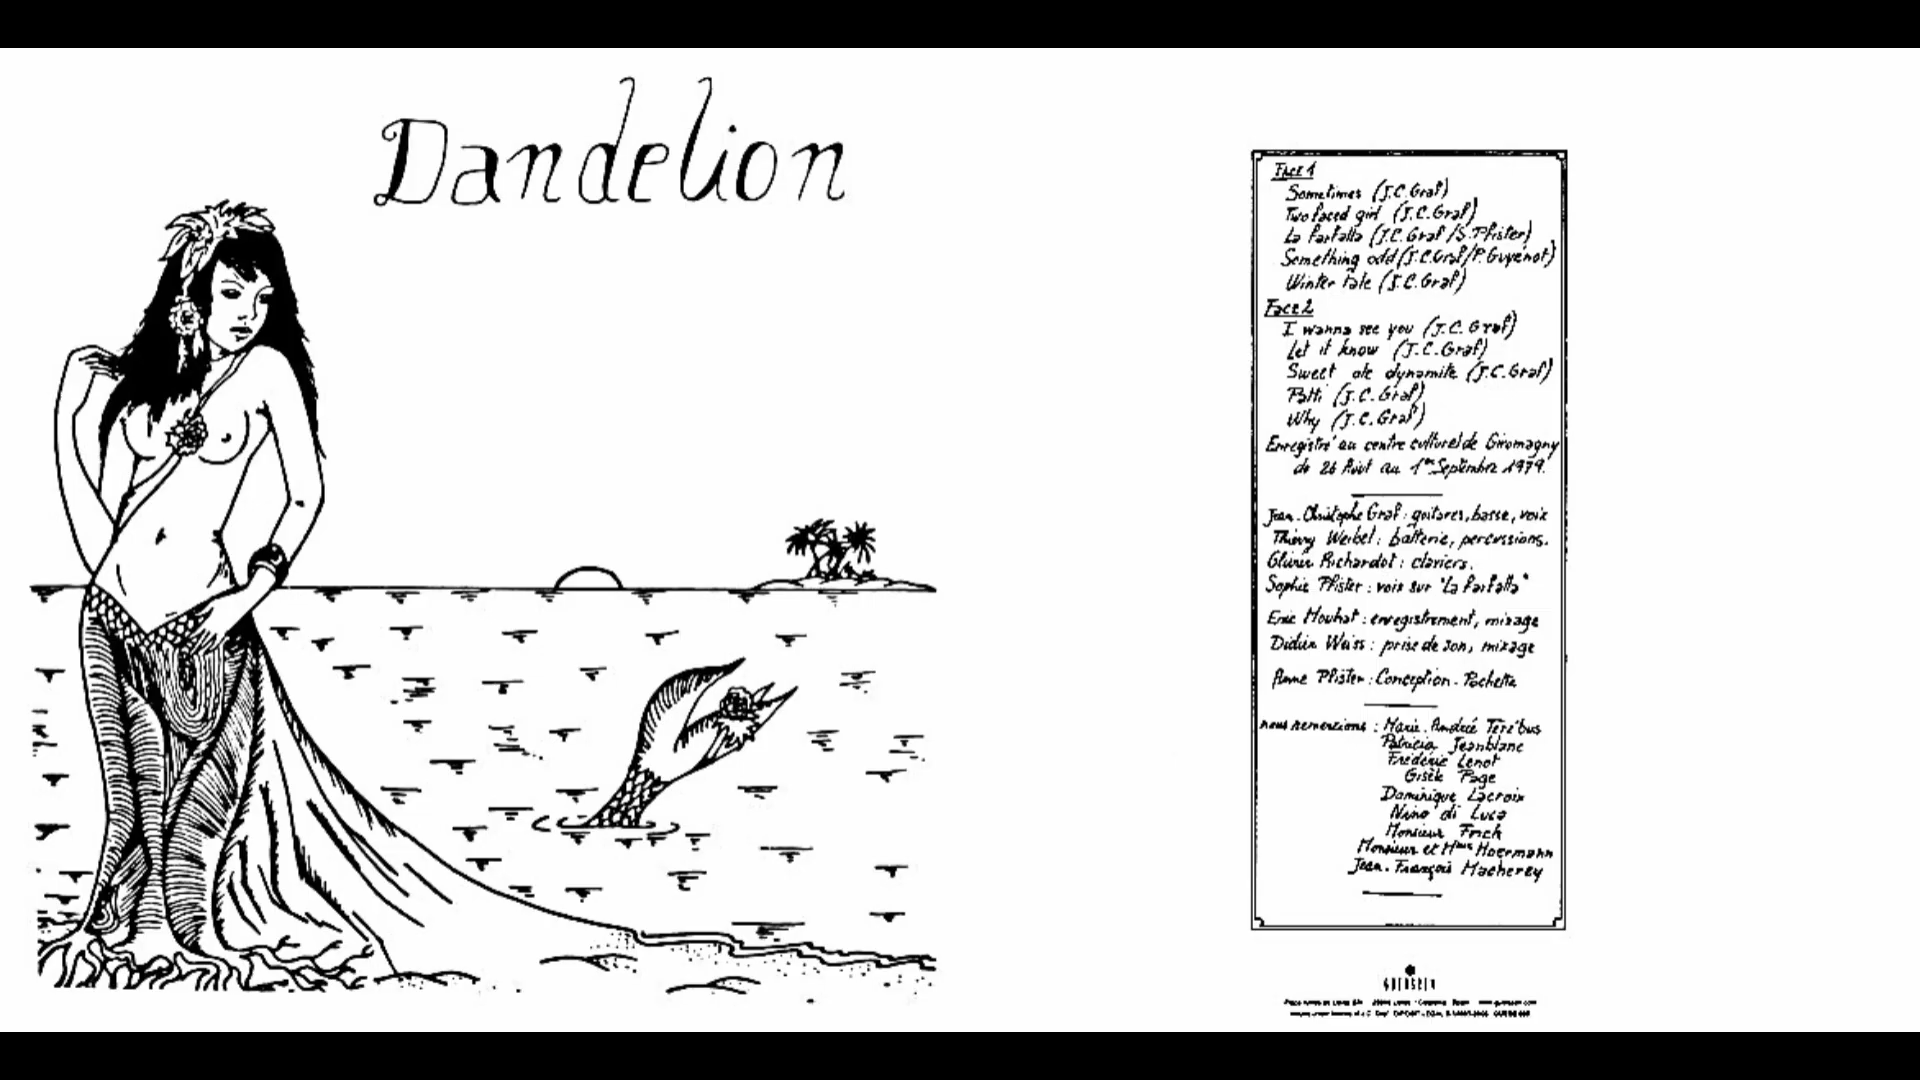 Dandelion
Face 1
Sometimes (J.C.Graf)
Two faced girl (J.C.Graf)
La farfalla (J.C.Graf/S.Pfister)
Something odd (J.C.Graf/P.Guyenot)
Winter tale (J.C.Graf)
Face 2
I wanna see you (J.C.Graf)
Let it know (J.C.Graf)
Sweet ole dynamite (J.C.Graf)
Patti (J.C.Graf)
Why (J.C.Graf)
Enregistré au centre culturel de Giromagny
de 26 Août au 1er Septembre 1979.
Jean-Christophe Graf : guitares, basse, voix
Thierry Weibel : batterie, percussions.
Richardot : claviers.
Sophie Pfister : voix sur "La farfalla"
Eric Mouhat : enregistrement, mixage
Didier Weiss : prise de son, mixage
Anne Pfister : Conception-Pochette
nous remercions : Marie-Andrée Terebus
Patricia Jeanblanc
Frédéric Lenot
Gisèle Page
Dominique Lacroix
Nino di Luca
Monsieur Frick
Monsieur et Mme Hoermann
Jean-François Macherey
GUERSSEN